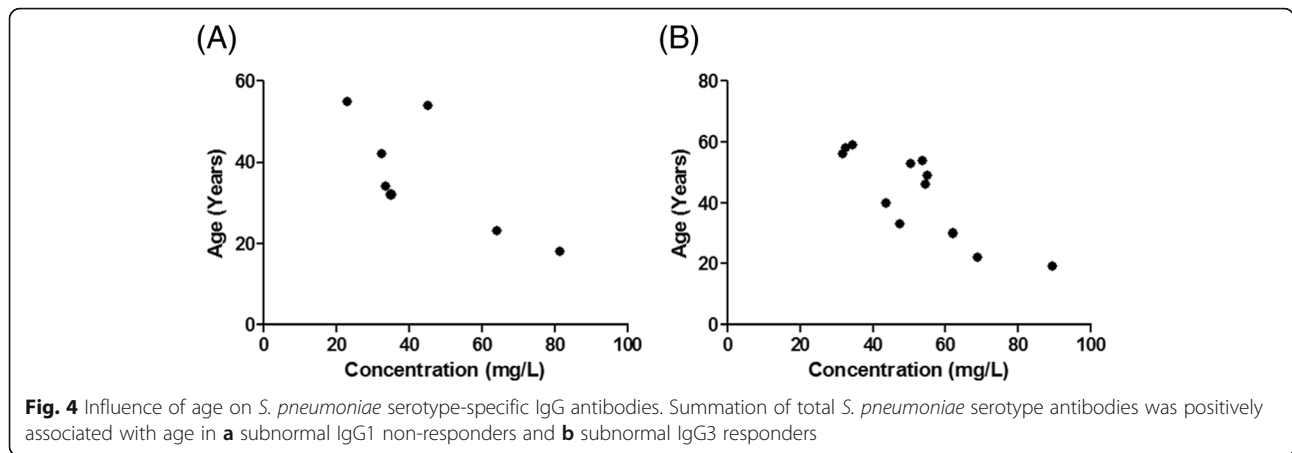 (A)
(B)
60
40
20
0
Age (Years)
0 20 40 60 80 100
Concentration (mg/L)
80
60
40
20
0
Age (Years)
0 20 40 60 80 100
Concentration (mg/L)
Fig. 4 Influence of age on S. pneumoniae serotype-specific IgG antibodies. Summation of total S. pneumoniae serotype antibodies was positively
associated with age in a subnormal IgG1 non-responders and b subnormal IgG3 responders